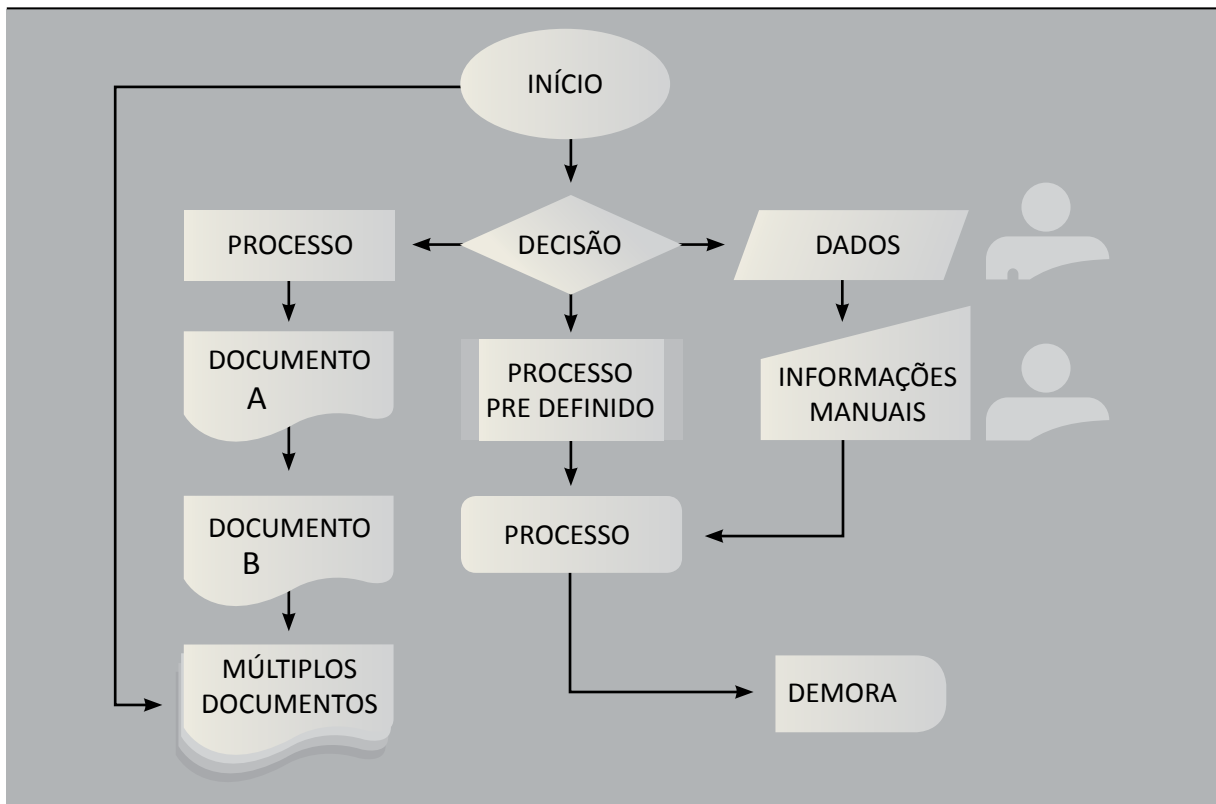 INÍCIO
PROCESSO
DECISÃO
DADOS
DOCUMENTO
A
PROCESSO
PRE DEFINIDO
INFORMAÇÕES
MANUAIS
DOCUMENTO
B
PROCESSO
MÚLTIPLOS
DOCUMENTOS
DEMORA